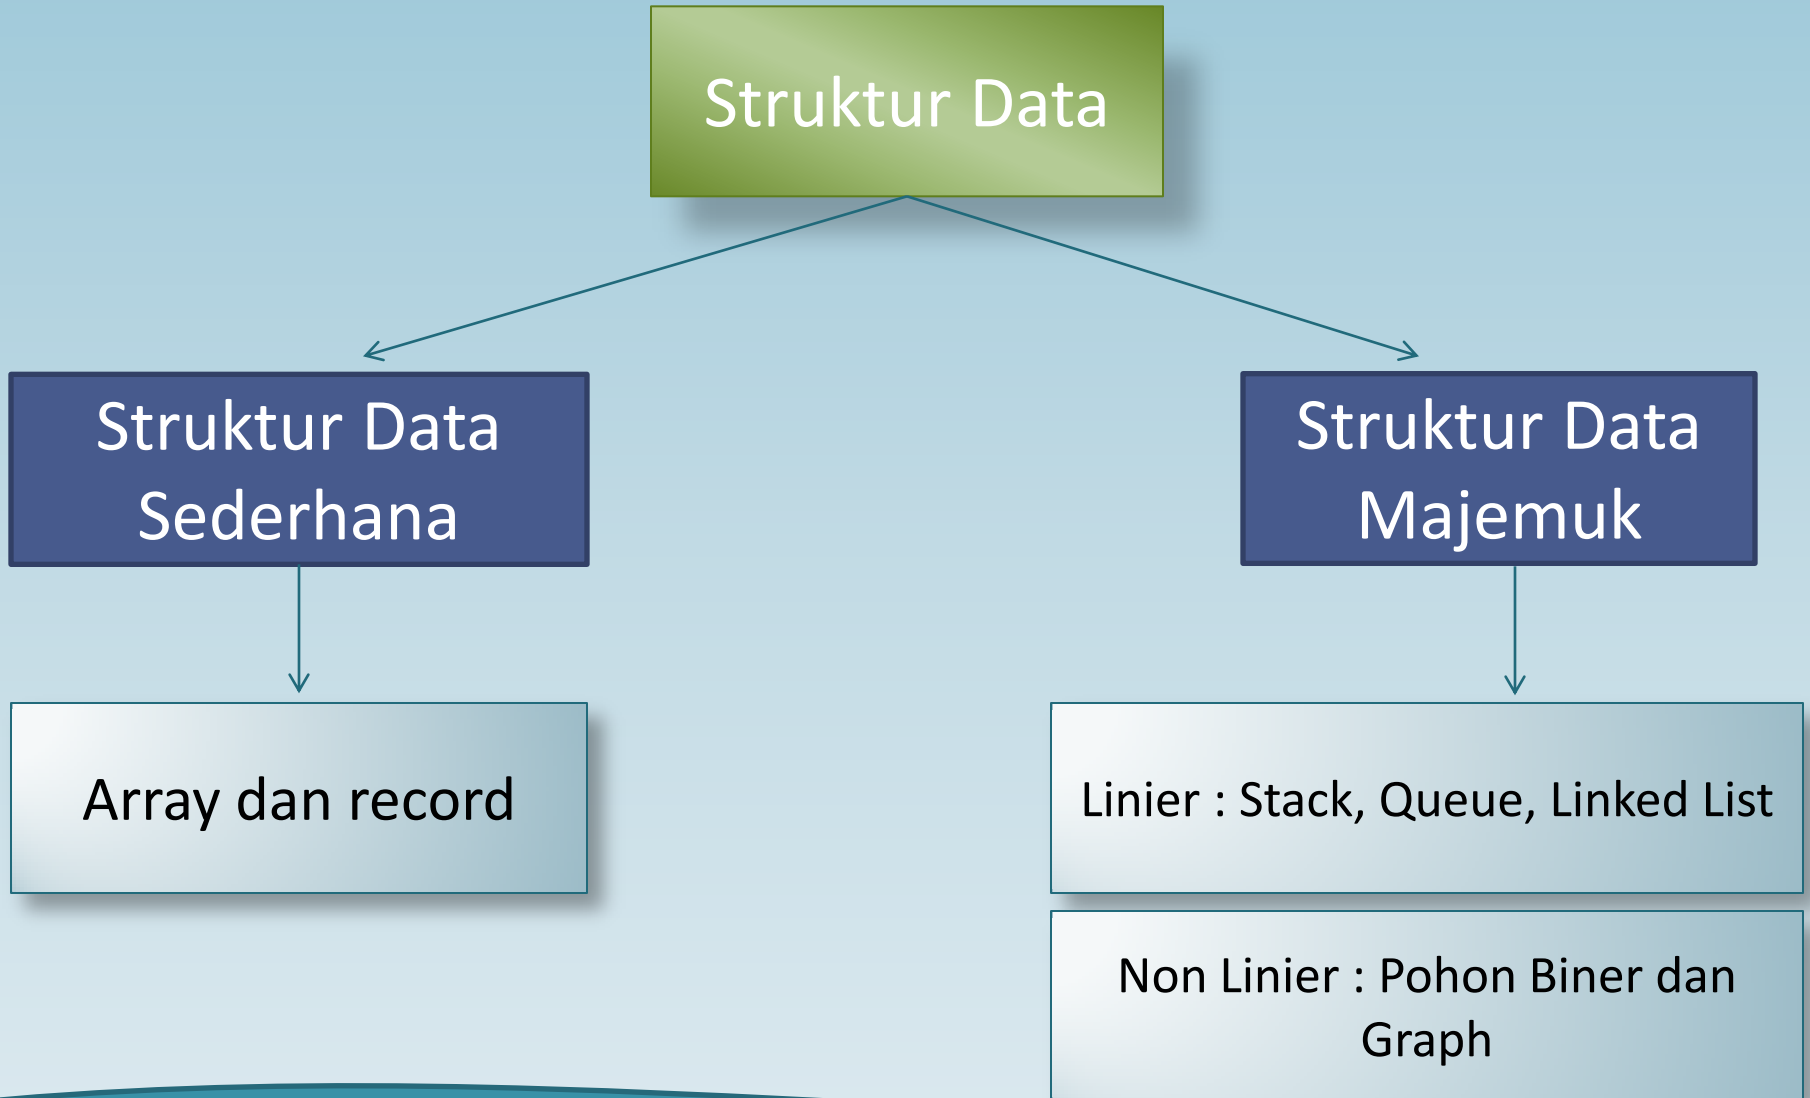 Struktur Data
Struktur Data
Sederhana
Struktur Data
Majemuk
Array dan record
Linier : Stack, Queue, Linked List
Non Linier : Pohon Biner dan
Graph